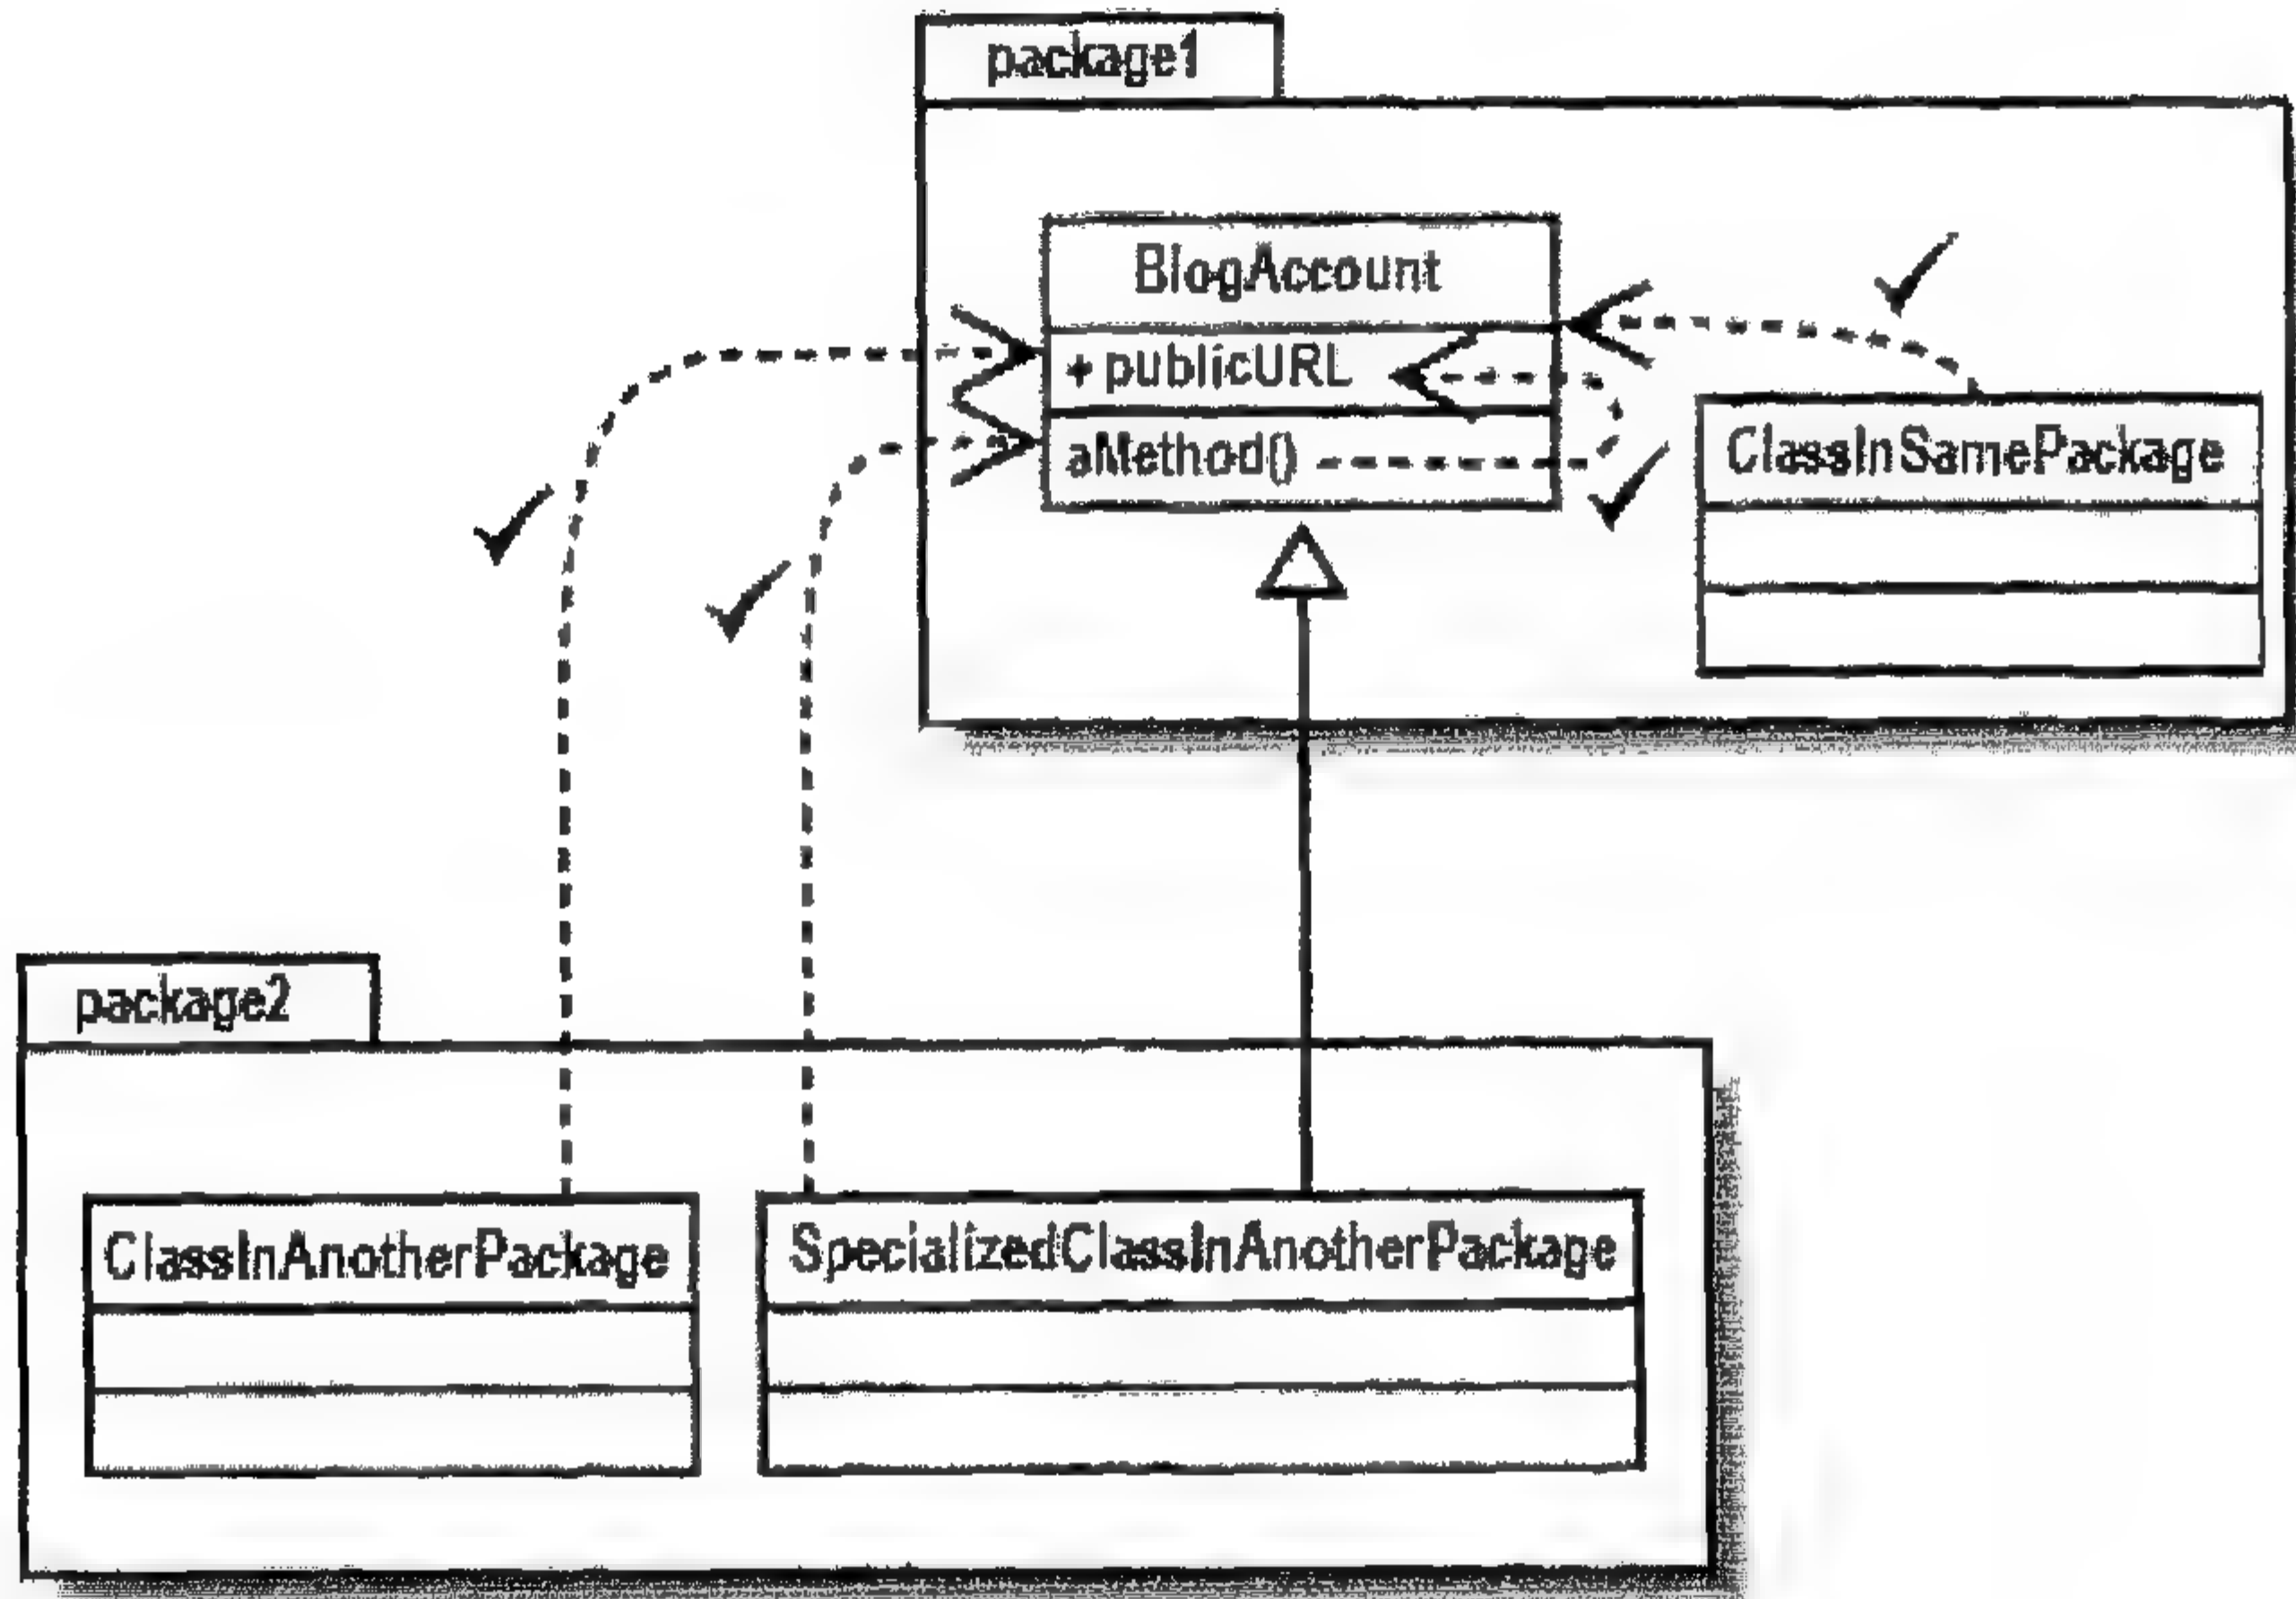 package1
BlogAccount
+ publicURL
aMethod()
ClassInSamePackage
package2
ClassInAnotherPackage
SpecializedClassInAnotherPackage